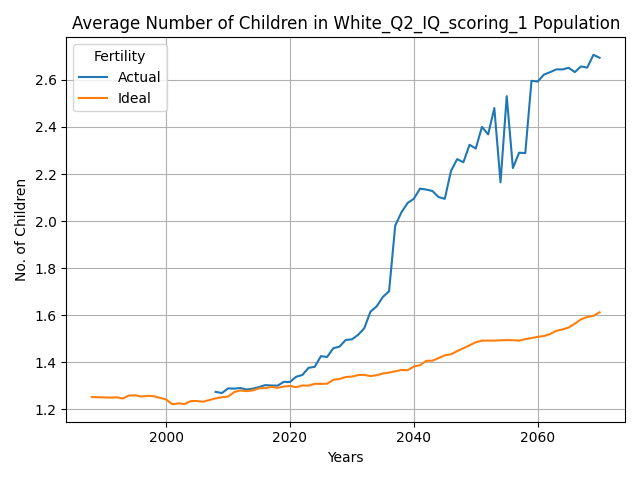 Average Number of Children in White_Q2_IQ_scoring_1 Population
Fertility
Actual
Ideal
No. of Children
2.6
2.4
2.2
2.0
1.8
1.6
1.4
1.2
2000 2020 2040 2060
Years